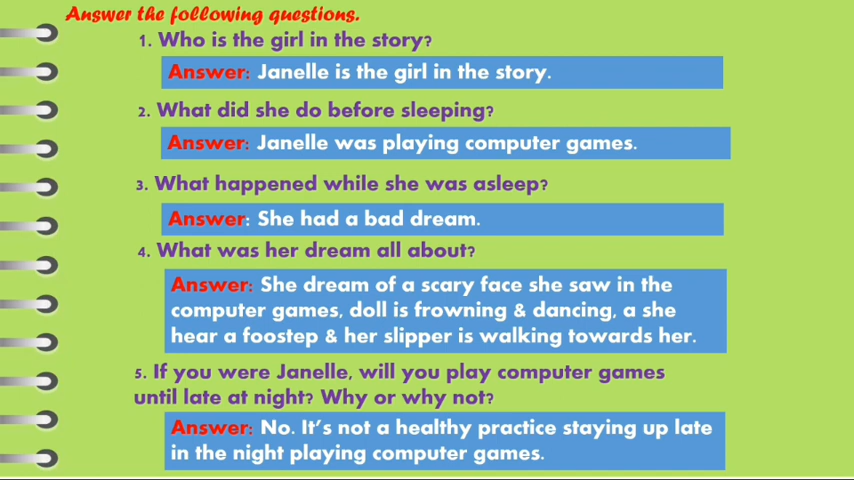 Answer the following questions.
1. Who is the girl in the story?
Answer: Janelle is the girl in the story.
2. What did she do before sleeping?
Answer: Janelle was playing computer games.
3. What happened while she was asleep?
Answer: She had a bad dream.
4. What was her dream all about?
Answer: She dream of a scary face she saw in the
computer games, doll is frowning & dancing, a she
hear a foostep & her slipper is walking towards her.
5. If you were Janelle, will you play computer games
until late at night? Why or why not?
Answer: No. It's not a healthy practice staying up late
in the night playing computer games.